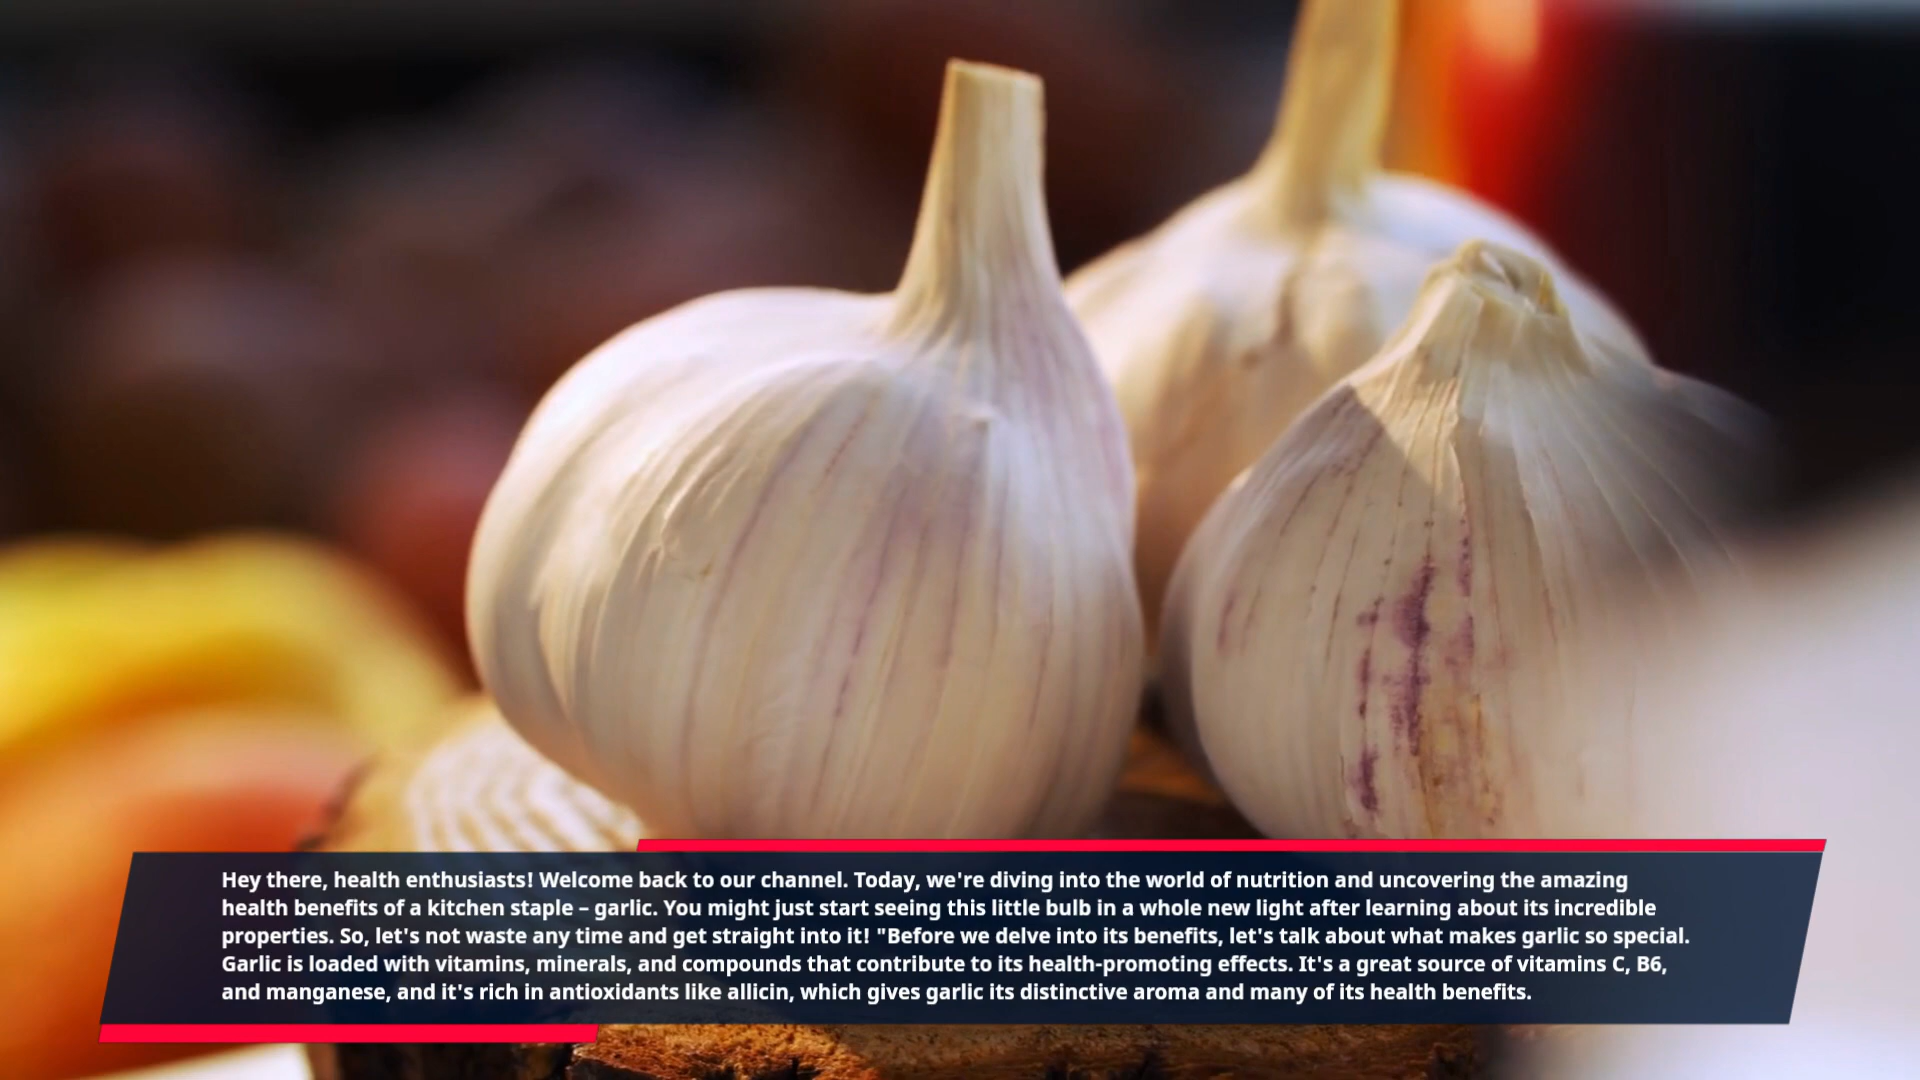 Hey there, health enthusiasts! Welcome back to our channel. Today, we're diving into the world of nutrition and uncovering the amazing
health benefits of a kitchen staple – garlic. You might just start seeing this little bulb in a whole new light after learning about its incredible
properties. So, let's not waste any time and get straight into it! "Before we delve into its benefits, let's talk about what makes garlic so special.
Garlic is loaded with vitamins, minerals, and compounds that contribute to its health-promoting effects. It's a great source of vitamins C, B6,
and manganese, and it's rich in antioxidants like allicin, which gives garlic its distinctive aroma and many of its health benefits.